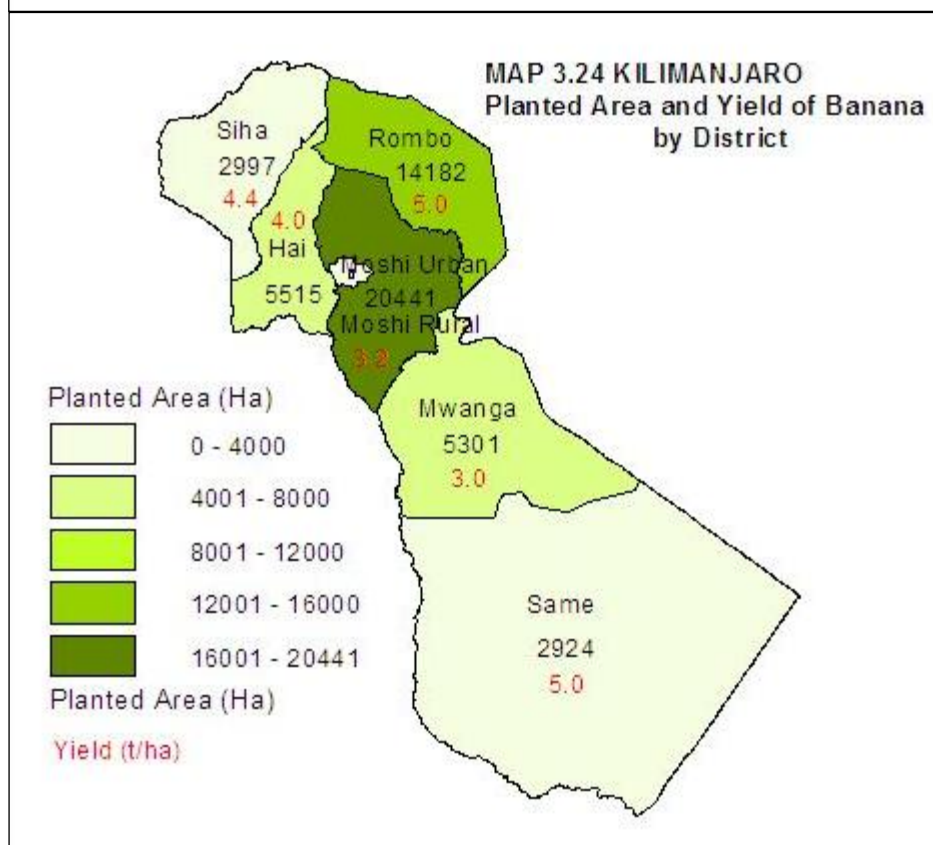 MAP 3.24 KILIMANJARO
Planted Area and Yield of Banana
by District
Siha
2997
4.4
Rombo
14182
5.0
4.0
Hai
5515
Moshi Urban
20441
Moshi Rural
Mwanga
5301
3.0
Same
2924
5.0
Planted Area (Ha)
0 - 4000
4001 - 8000
8001 - 12000
12001 - 16000
16001 - 20441
Planted Area (Ha)
Yield (t/ha)